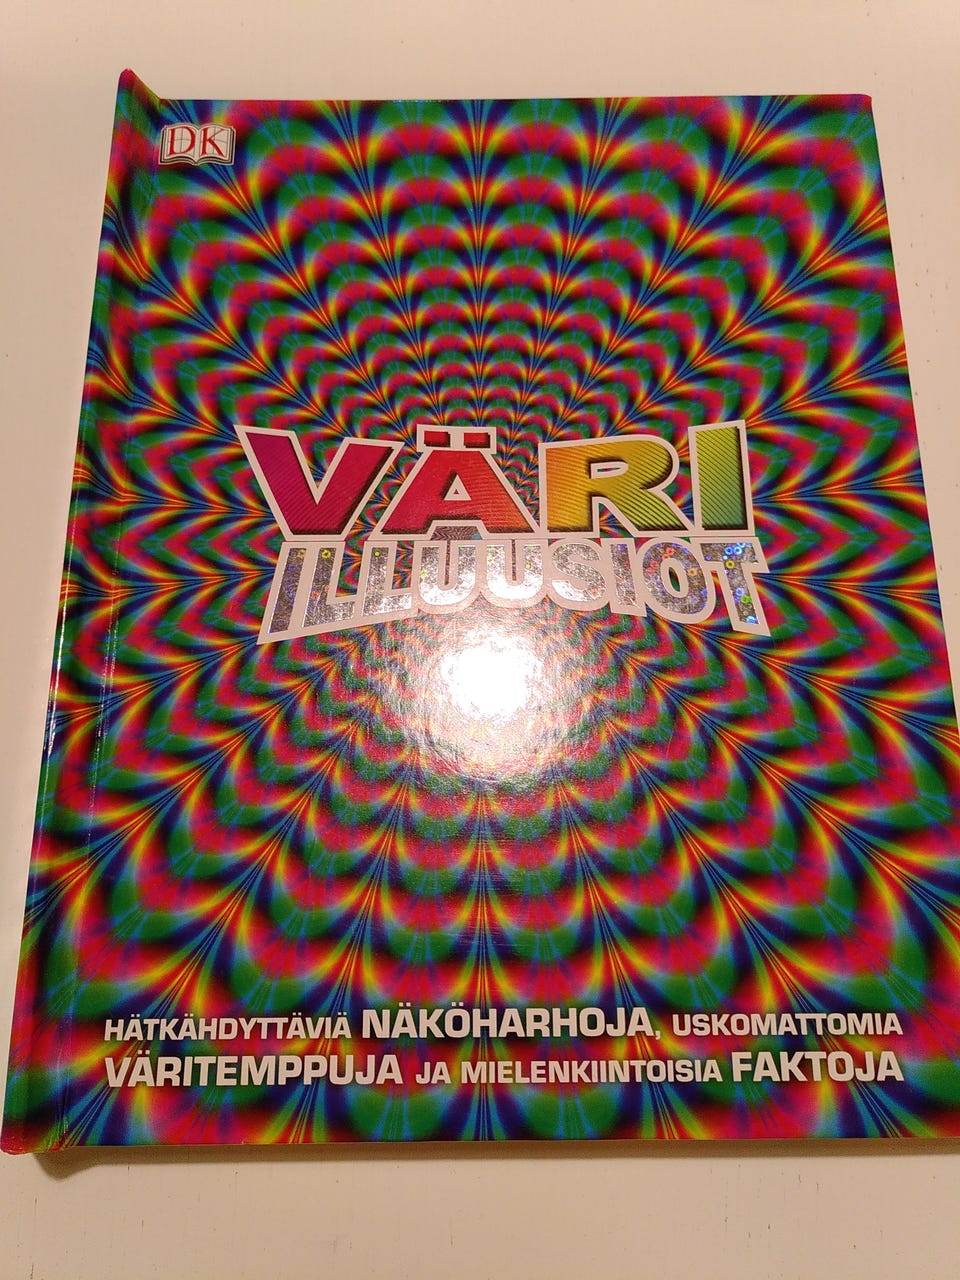 DK
VÄRI
ILLUUSIOT
HÄTKÄHDYTTÄVIÄ NÄKÖHARHOJA, USKOMATTOMIA
VÄRITEMPPUJA JA MIELENKIINTOISIA FAKTOJA